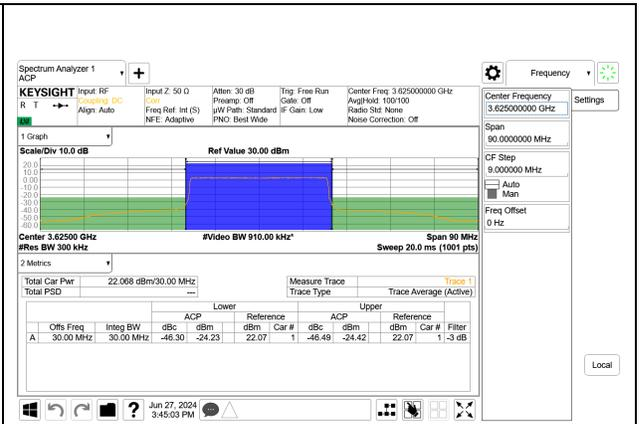 Spectrum Analyzer 1
ACP
+
Frequency
KEYSIGHT
R T
Input: RF
Coupling: DC
Align: Auto
Input Z: 50 Ω
Corr
Freq Ref: Int (S)
NFE: Adaptive
Atten: 30 dB
Preamp: Off
µW Path: Standard
PNO: Best Wide
Trig: Free Run
Gate: Off
IF Gain: Low
Center Freq: 3.625000000 GHz
Avg|Hold: 100/100
Radio Std: None
Noise Correction: Off
Center Frequency
3.625000000 GHz
Settings
Span
90.0000000 MHz
CF Step
9.000000 MHz
Auto
Man
Freq Offset
0 Hz
1 Graph
Scale/Div 10.0 dB
Ref Value 30.00 dBm
20.0
10.0
0.00
-10.0
-20.0
-30.0
-40.0
-50.0
-60.0
Center 3.62500 GHz
#Video BW 910.00 kHz*
Span 90 MHz
#Res BW 300 kHz
Sweep 20.0 ms (1001 pts)
2 Metrics
Total Car Pwr 22.068 dBm/30.00 MHz
Total PSD ---
Measure Trace Trace 1
Trace Type Trace Average (Active)
Lower Upper
ACP Reference ACP Reference
Offs Freq Integ BW dBc dBm dBm Car # dBc dBm dBm Car # Filter
A 30.00 MHz 30.00 MHz -46.30 -24.23 22.07 1 -46.49 -24.42 22.07 1 -3 dB
Local
?
Jun 27, 2024
3:45:03 PM